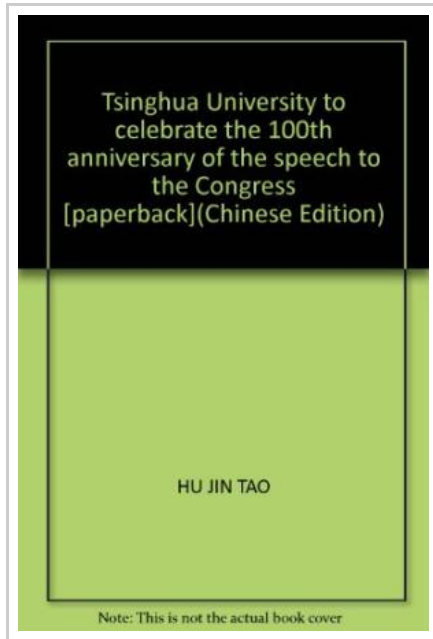 Tsinghua University to
celebrate the 100th
anniversary of the speech to
the Congress
[paperback](Chinese Edition)
HU JIN TAO
Note: This is not the actual book cover